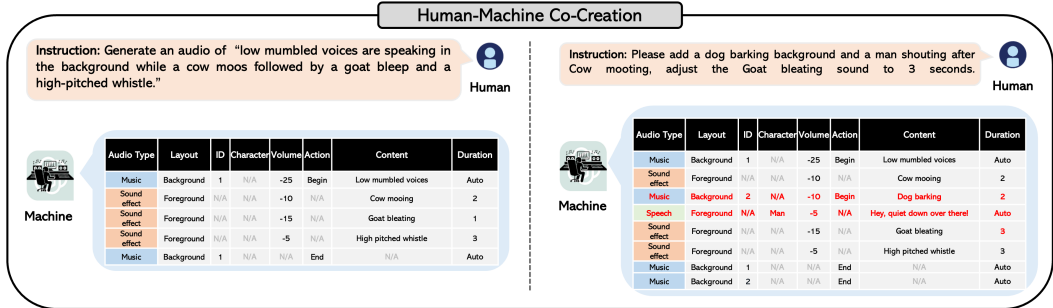 Human-Machine Co-Creation
Instruction: Generate an audio of “low mumbled voices are speaking in
the background while a cow moos followed by a goat bleep and a
high-pitched whistle.”
Human
Machine
Audio Type Layout ID Character Volume Action Content Duration
Music Background 1 N/A -25 Begin Low mumbled voices Auto
Sound effect Foreground N/A N/A -10 N/A Cow mooing 2
Sound effect Foreground N/A N/A -15 N/A Goat bleating 1
Sound effect Foreground N/A N/A -5 N/A High pitched whistle 3
Music Background 1 N/A N/A End N/A Auto
Instruction: Please add a dog barking background and a man shouting after
Cow mooting, adjust the Goat bleating sound to 3 seconds.
Human
Machine
Audio Type Layout ID Character Volume Action Content Duration
Music Background 1 N/A -25 Begin Low mumbled voices Auto
Sound effect Foreground N/A N/A -10 N/A Cow mooing 2
Music Background 2 N/A -10 Begin Dog barking 2
Speech Foreground N/A Man -5 N/A Hey, quiet down over there! Auto
Sound effect Foreground N/A N/A -15 N/A Goat bleating 3
Sound effect Foreground N/A N/A -5 N/A High pitched whistle 3
Music Background 1 N/A N/A End N/A Auto
Music Background 2 N/A N/A End N/A Auto